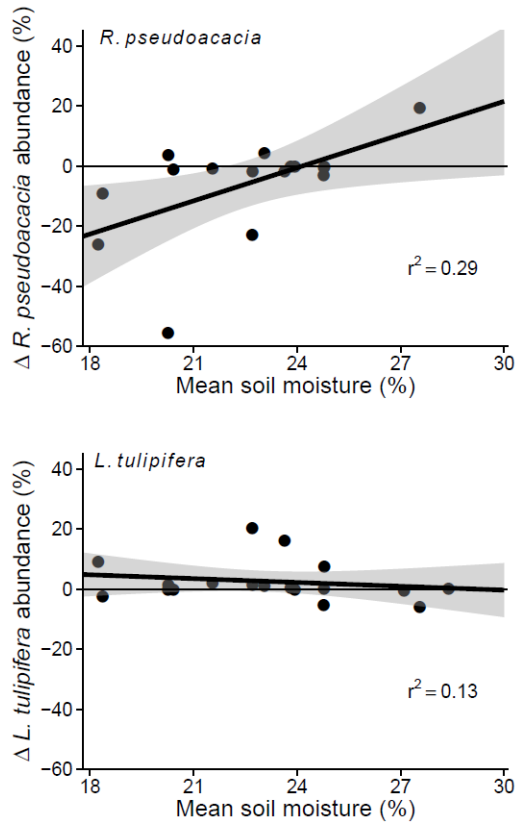 R. pseudoacacia
40
20
0
−20
−40
−60
Δ R. pseudoacacia abundance (%)
r² = 0.29
18 21 24 27 30
Mean soil moisture (%)
L. tulipifera
40
20
0
−20
−40
−60
Δ L. tulipifera abundance (%)
r² = 0.13
18 21 24 27 30
Mean soil moisture (%)